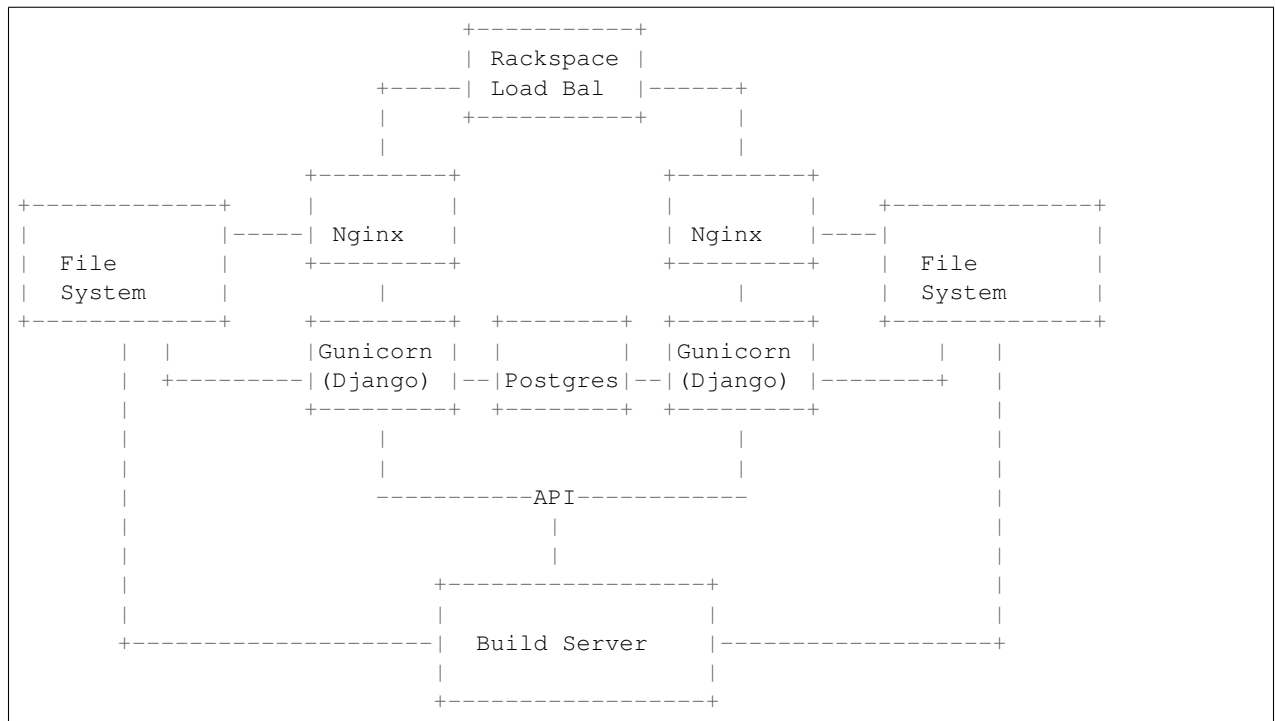 Rackspace
Load Bal
Nginx Nginx
File File
System System
Gunicorn Gunicorn
(Django) Postgres (Django)
API
Build Server